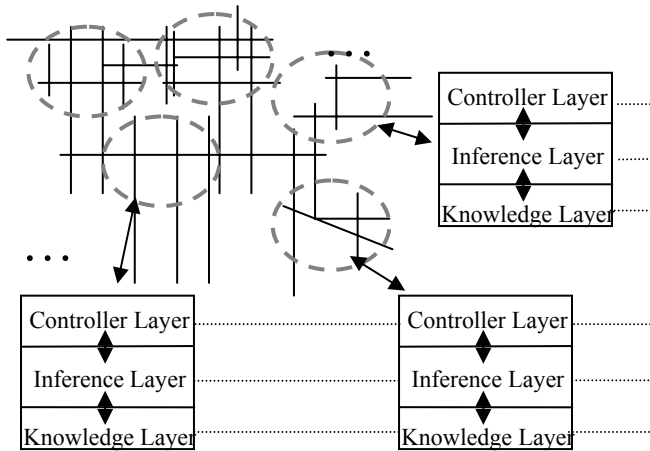 . . .
Controller Layer
Inference Layer
Knowledge Layer
. . .
Controller Layer
Inference Layer
Knowledge Layer
Controller Layer
Inference Layer
Knowledge Layer